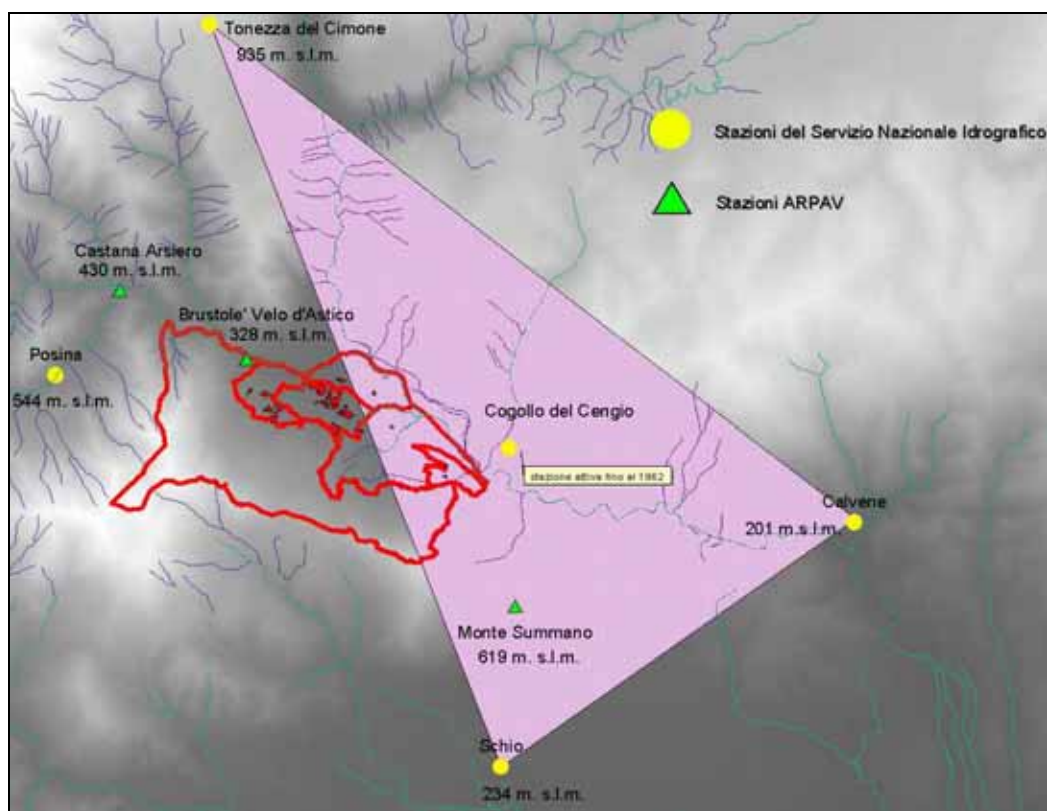 Tonezza del Cimone
935 m. s.l.m.
Stazioni del Servizio Nazionale Idrografico
Stazioni ARPAV
Castana Arsiero
430 m. s.l.m.
Brustole' Velo d'Astico
328 m. s.l.m.
Posina
544 m. s.l.m.
Cogollo del Cengio
stazione attiva fino al 1962
Calvene
201 m.s.l.m.
Monte Summano
619 m. s.l.m.
Schio
234 m. s.l.m.